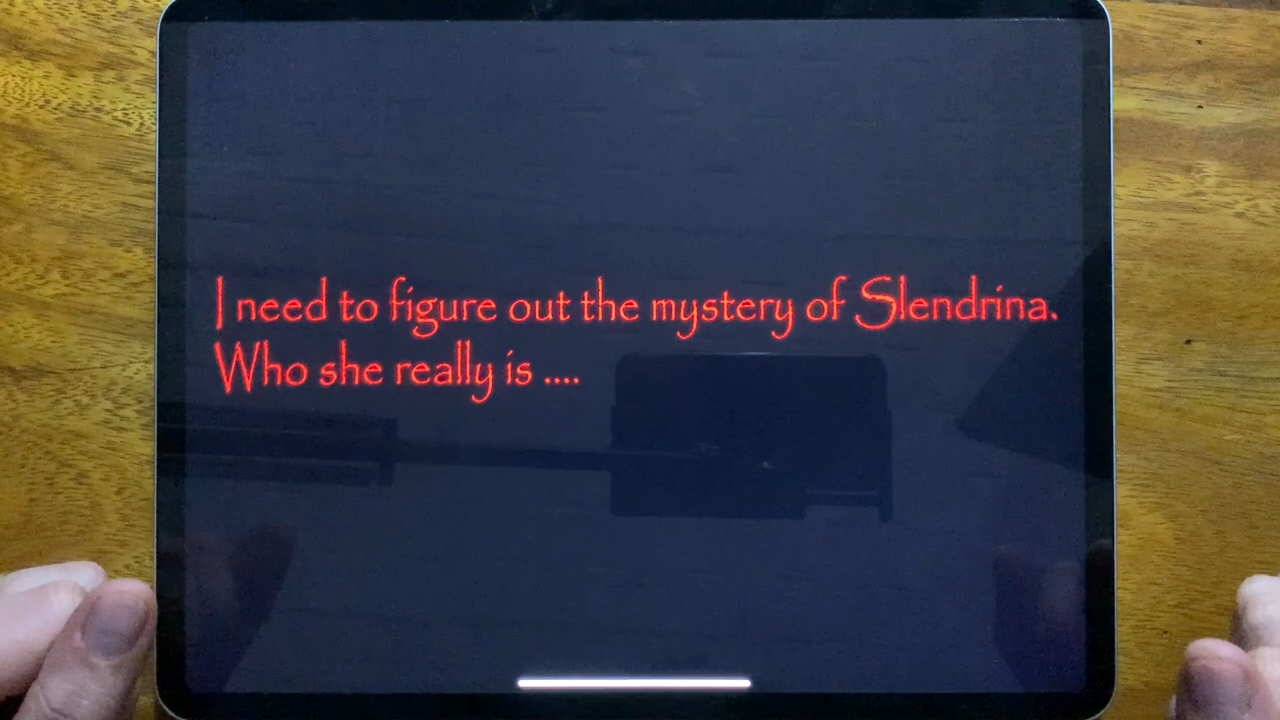 I need to figure out the mystery of Slendrina.
Who she really is ....